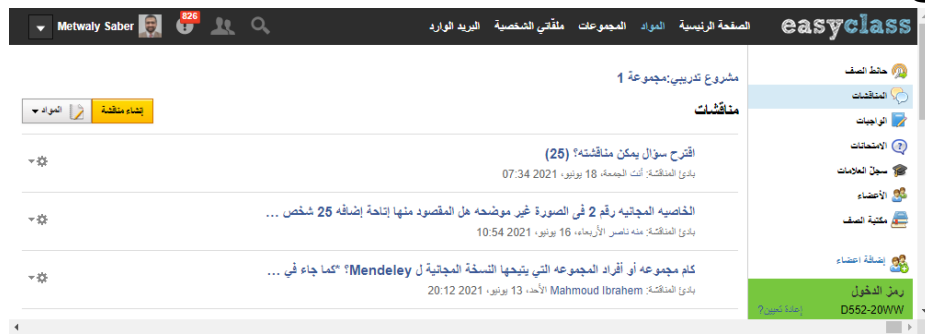 easyclass
الصفحة الرئيسية المواد المجموعات ملفّاتي الشخصية البريد الوارد
826
Metwaly Saber
حائط الصف
المناقشات
الواجبات
الامتحانات
سجلّ العلامات
الأعضاء
مكتبة الصف
إضافة اعضاء
رمز الدخول
D552-20WW إعادة تعيين?
مشروع تدريبي:مجموعة 1
مناقشات
إنشاء مناقشة
المواد
اقترح سؤال يمكن مناقشته؟ (25)
بادئ المناقشة: أنت الجمعة، 18 يونيو، 2021 07:34
الخاصيه المجانيه رقم 2 فى الصورة غير موضحه هل المقصود منها إتاحة إضافه 25 شخص ...
بادئ المناقشة: منه ناصر الأربعاء، 16 يونيو، 2021 10:54
كام مجموعه أو أفراد المجموعه التي يتيحها النسخة المجانية ل Mendeley؟ *كما جاء في ...
بادئ المناقشة: Mahmoud Ibrahem الأحد، 13 يونيو، 2021 20:12